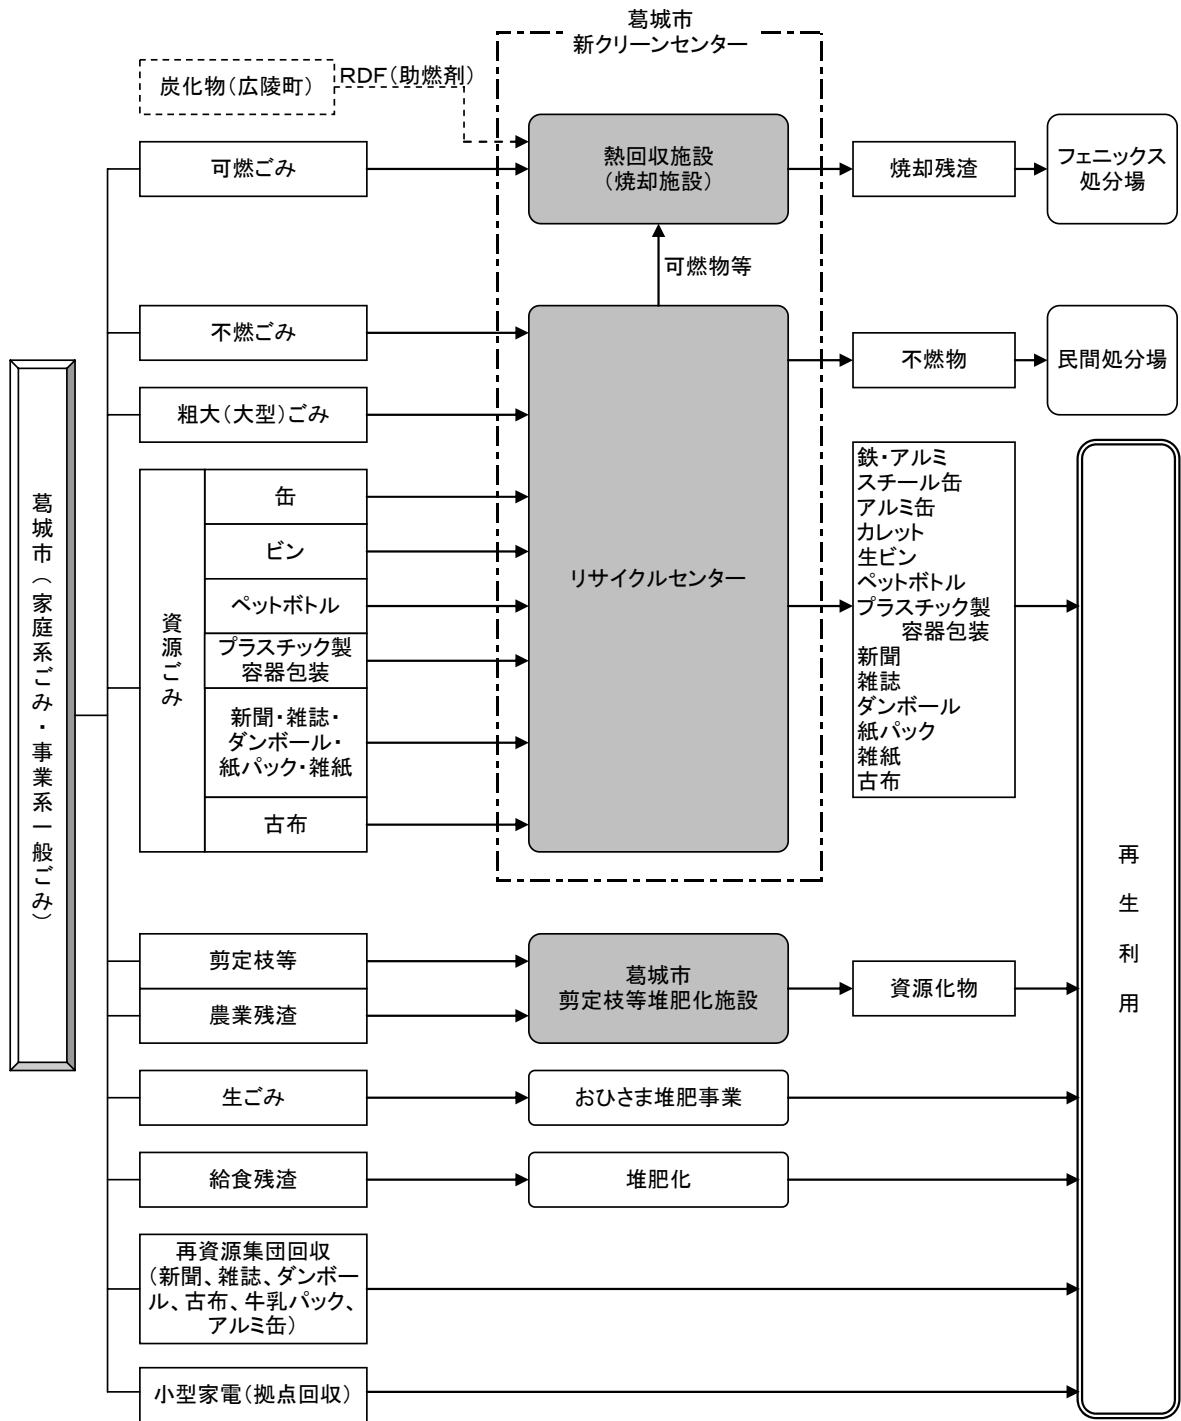 葛城市
新クリーンセンター
炭化物（広陵町）
RDF（助燃剤）
可燃ごみ
熱回収施設
（焼却施設）
焼却残渣
フェニックス
処分場
可燃物等
不燃ごみ
不燃物
民間処分場
粗大（大型）ごみ
葛城市（家庭系ごみ・事業系一般ごみ）
資源ごみ
缶
ビン
ペットボトル
プラスチック製
容器包装
新聞・雑誌・
ダンボール・
紙パック・雑紙
古布
リサイクルセンター
鉄・アルミ
スチール缶
アルミ缶
カレット
生ビン
ペットボトル
プラスチック製
容器包装
新聞
雑誌
ダンボール
紙パック
雑紙
古布
再生利用
剪定枝等
農業残渣
葛城市
剪定枝等堆肥化施設
資源化物
生ごみ
おひさま堆肥事業
給食残渣
堆肥化
再資源集団回収
（新聞、雑誌、ダンボー
ル、古布、牛乳パック、
アルミ缶）
小型家電（拠点回収）